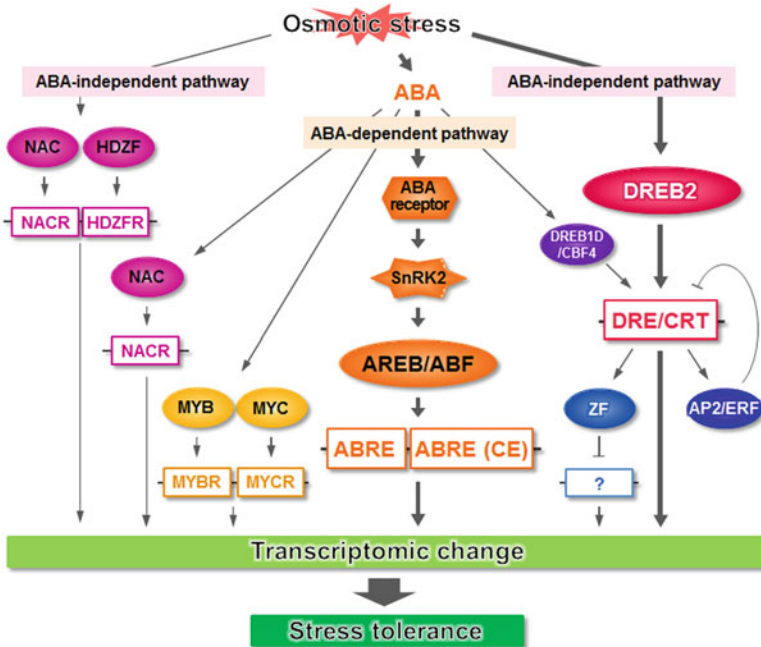 Osmotic stress
ABA-independent pathway
ABA-independent pathway
ABA
ABA-dependent pathway
NAC
HDZF
NACR
HDZFR
NAC
NACR
MYB
MYC
MYBR
MYCR
ABA
receptor
SnRK2
AREB/ABF
ABRE
ABRE (CE)
DREB2
DREB1D
/CBF4
DRE/CRT
ZF
AP2/ERF
?
Transcriptomic change
Stress tolerance